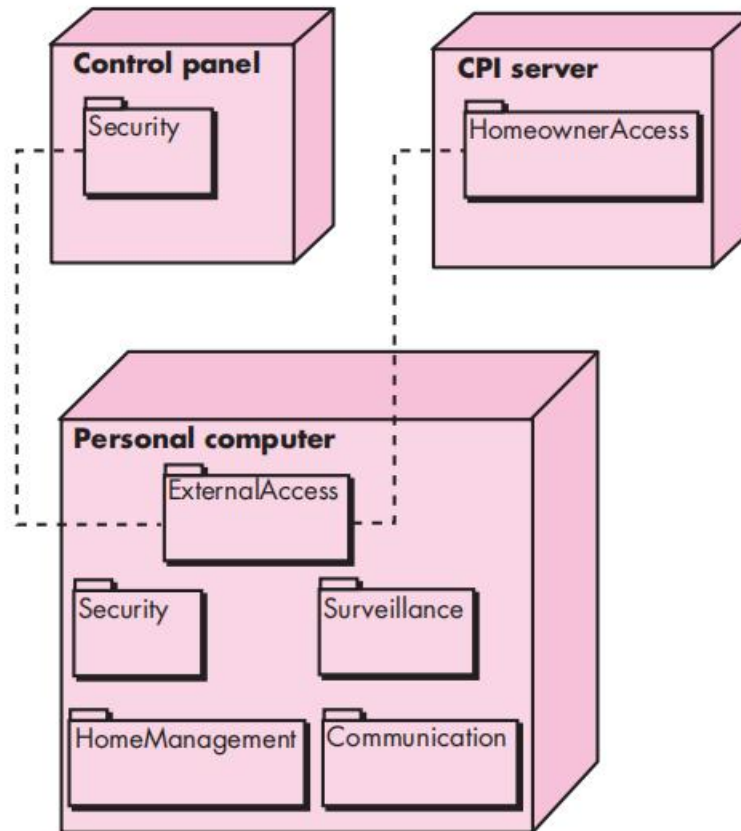 Control panel
Security
CPI server
HomeownerAccess
Personal computer
ExternalAccess
Security
Surveillance
HomeManagement
Communication